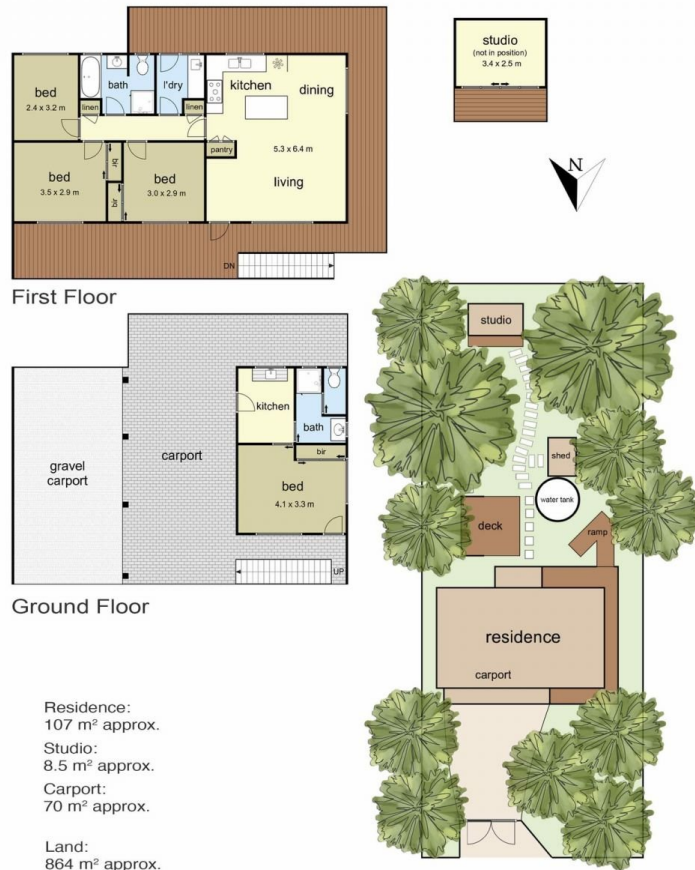 bed
2.4 x 3.2 m
bath
l'dry
linen
linen
kitchen
dining
pantry
5.3 x 6.4 m
living
bed
3.5 x 2.9 m
bir
bir
bed
3.0 x 2.9 m
DN
First Floor
studio
(not in position)
3.4 x 2.5 m
N
gravel
carport
carport
kitchen
bath
bir
bed
4.1 x 3.3 m
UP
Ground Floor
studio
shed
water tank
deck
ramp
residence
carport
Residence:
107 m² approx.
Studio:
8.5 m² approx.
Carport:
70 m² approx.
Land:
864 m² approx.